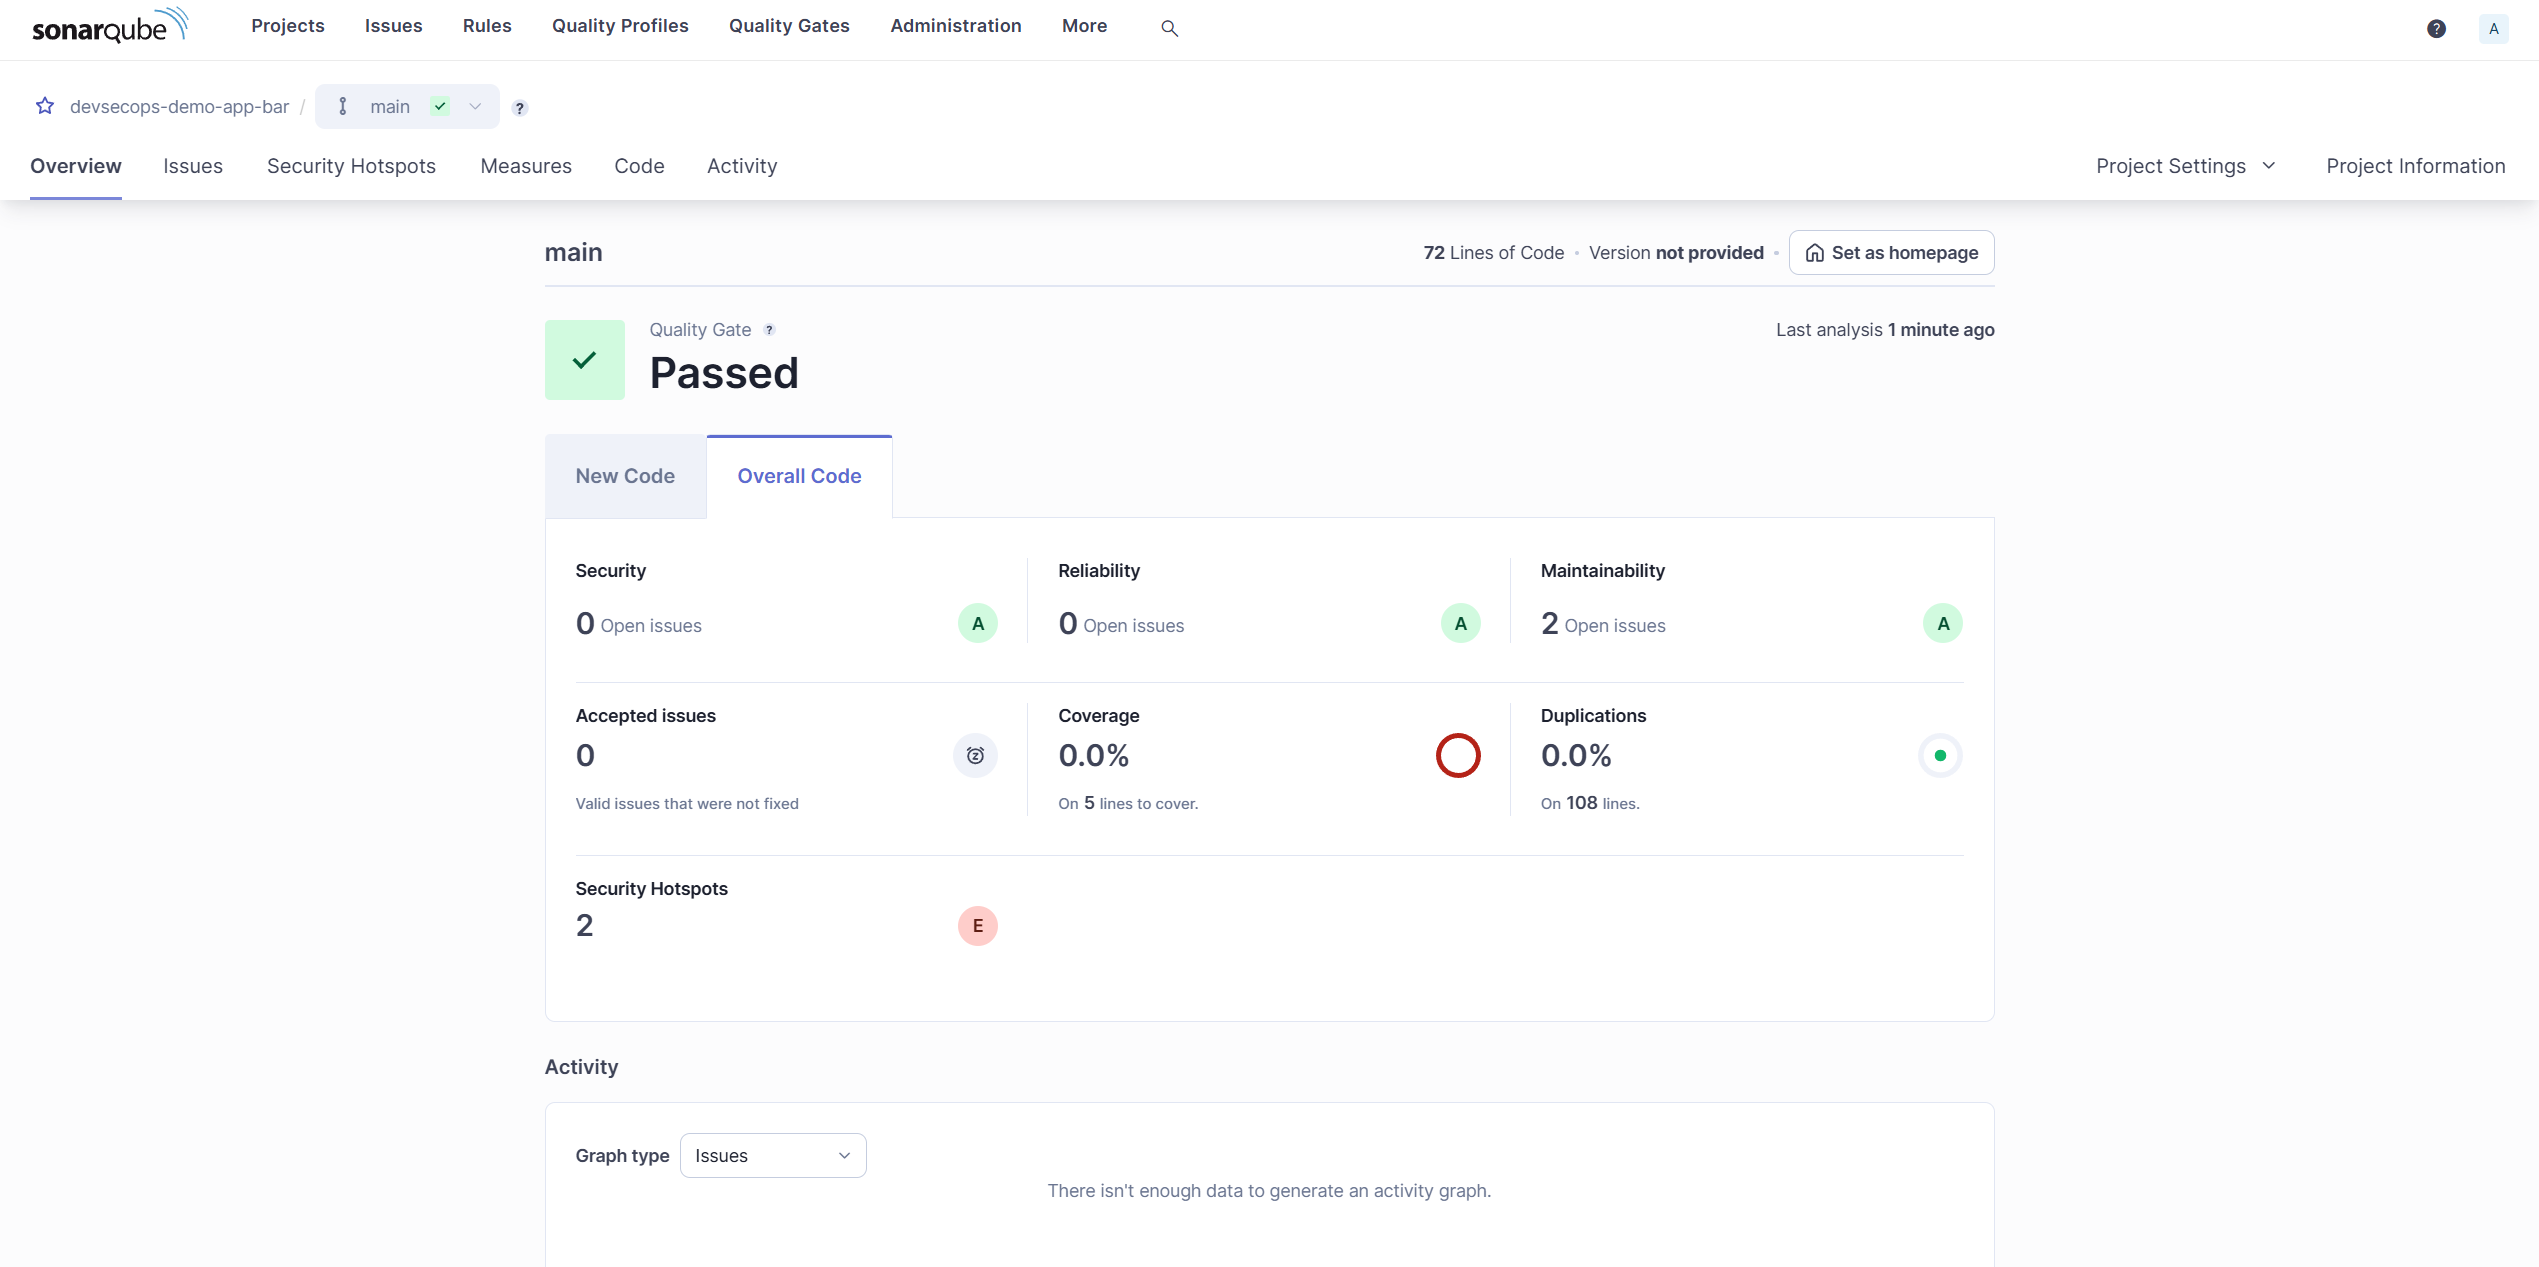 sonarqube Projects Issues Rules Quality Profiles Quality Gates Administration More ? A
devsecops-demo-app-bar / main ?
Overview Issues Security Hotspots Measures Code Activity Project Settings Project Information
main 72 Lines of Code • Version not provided • Set as homepage
Quality Gate ? Last analysis 1 minute ago
Passed
New Code Overall Code
Security Reliability Maintainability
0 Open issues A 0 Open issues A 2 Open issues A
Accepted issues Coverage Duplications
0 0.0% 0.0%
Valid issues that were not fixed On 5 lines to cover. On 108 lines.
Security Hotspots
2 E
Activity
Graph type Issues
There isn't enough data to generate an activity graph.